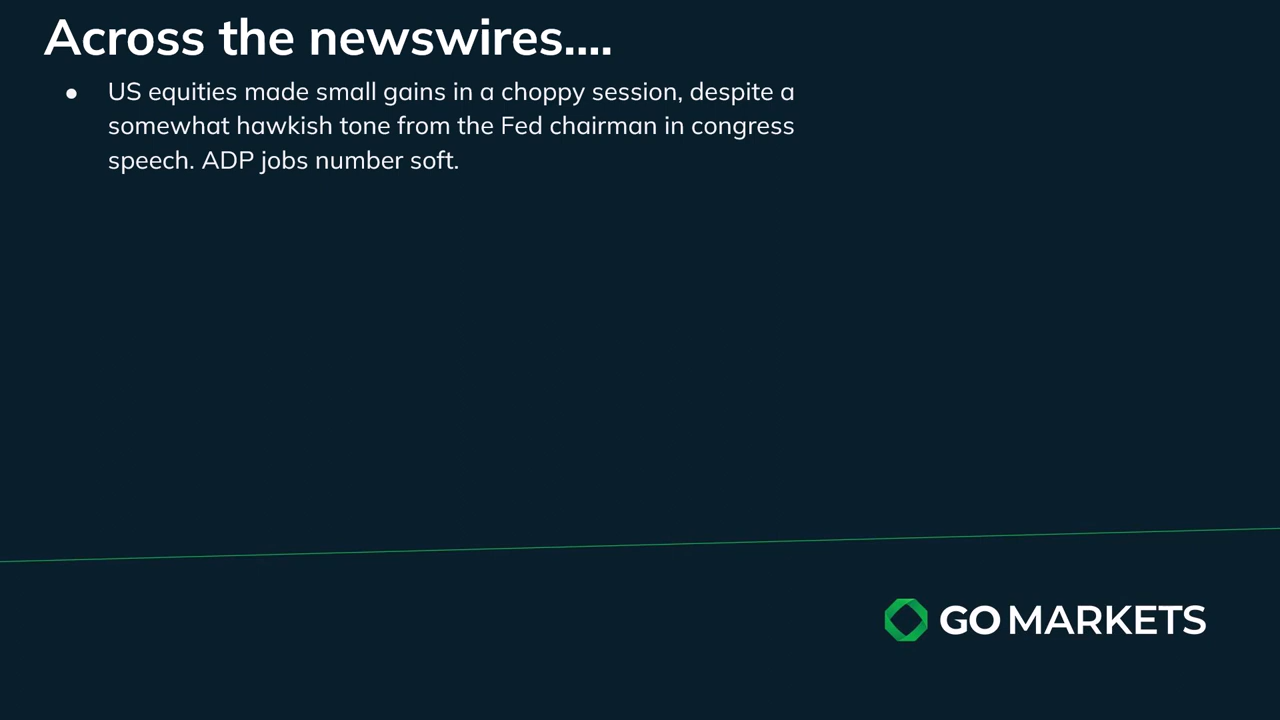 Across the newswires....
● US equities made small gains in a choppy session, despite a
somewhat hawkish tone from the Fed chairman in congress
speech. ADP jobs number soft.
GO MARKETS